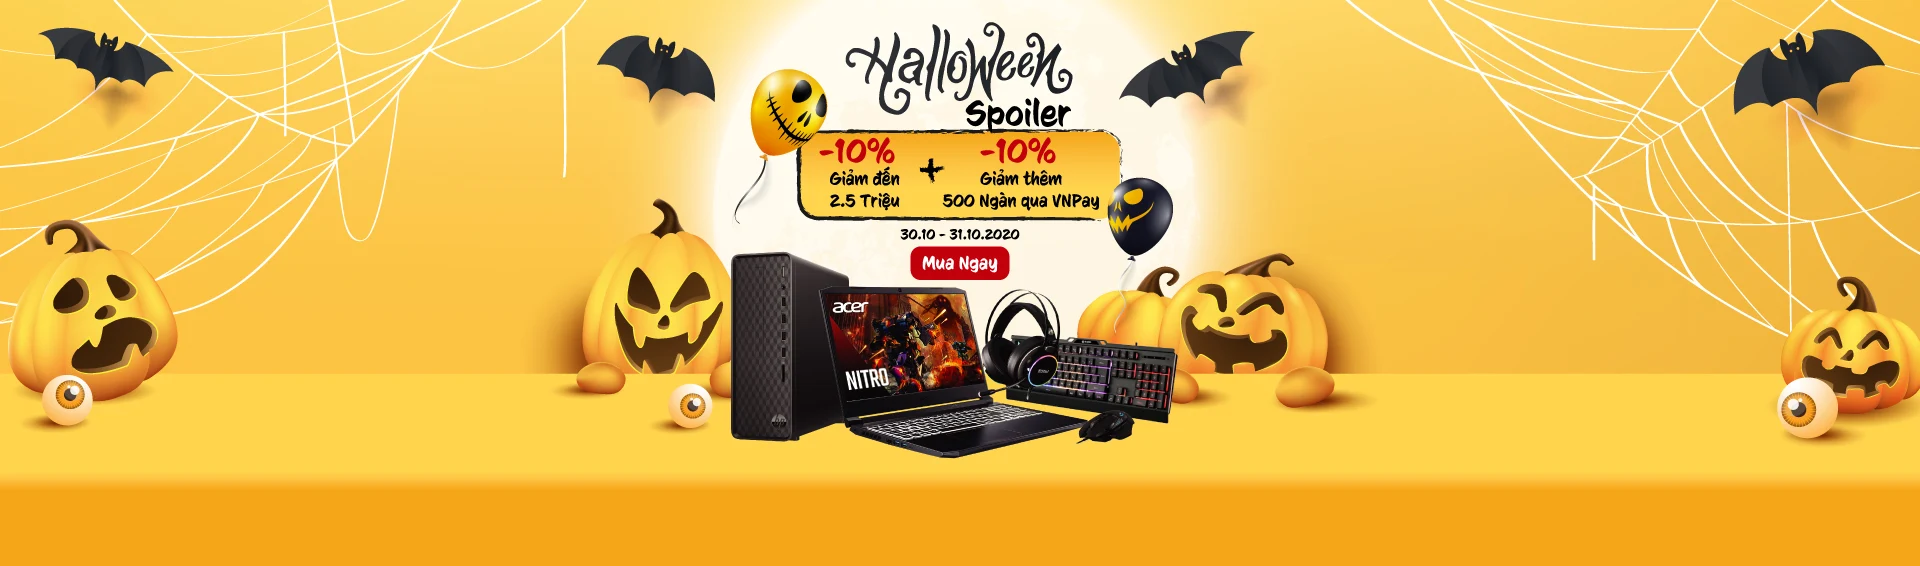 Halloween
Spoiler
-10% + -10%
Giảm đến Giảm thêm
2.5 Triệu 500 Ngàn qua VNPay
30.10 - 31.10.2020
Mua Ngay
acer
NITRO
hp